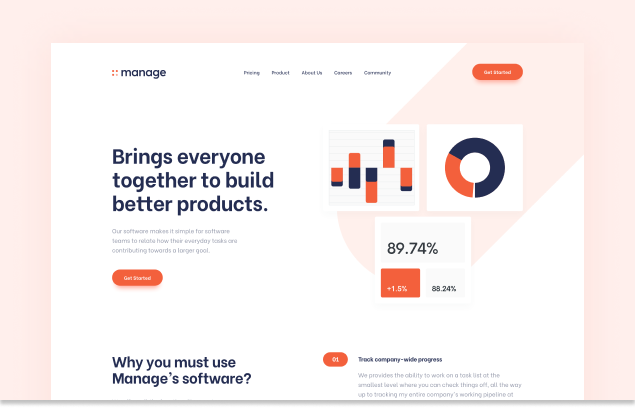 manage
Pricing Product About Us Careers Community
Get Started
Brings everyone
together to build
better products.
Our software makes it simple for software
teams to relate how their everyday tasks are
contributing towards a larger goal.
Get Started
89.74%
+1.5%
88.24%
Why you must use
Manage's software?
01
Track company-wide progress
We provides the ability to work on a task list at the
smallest level where you can check things off, all the way
up to tracking my entire company's working pipeline at